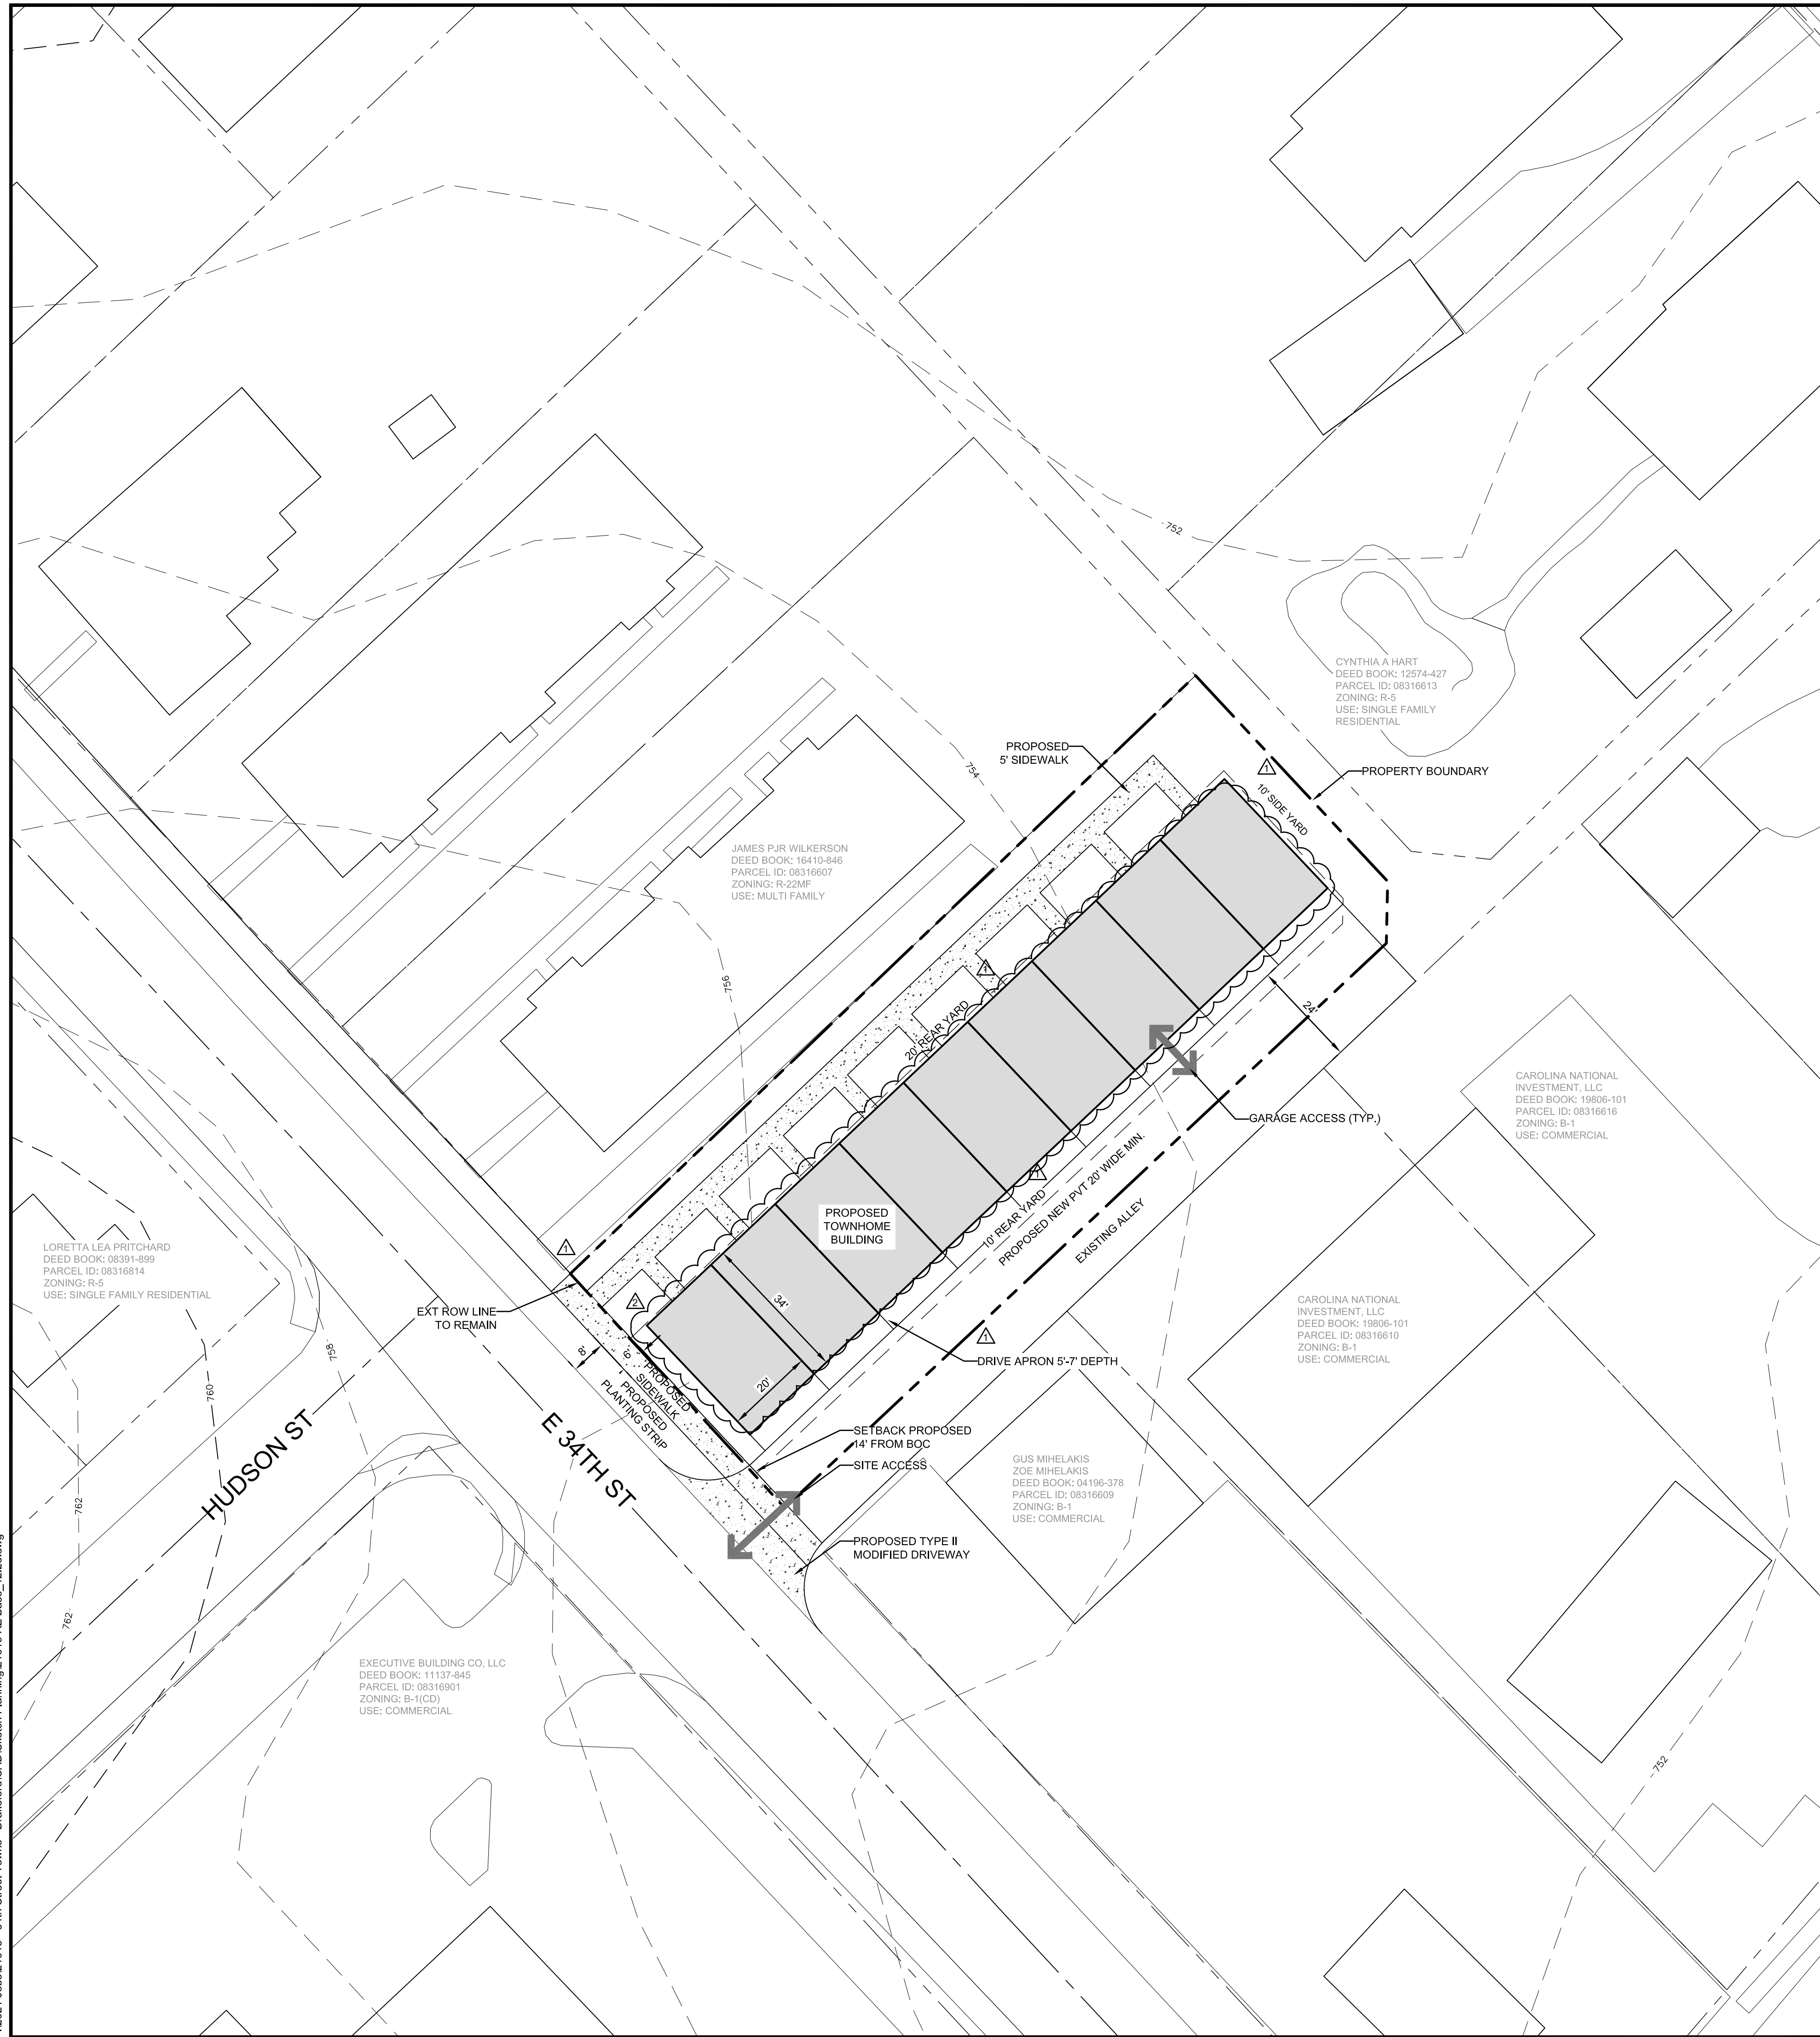 752
CYNTHIA A HART
DEED BOOK: 12574-427
PARCEL ID: 08316613
ZONING: R-5
USE: SINGLE FAMILY
RESIDENTIAL
PROPOSED
5' SIDEWALK
754
1
PROPERTY BOUNDARY
10' SIDE YARD
JAMES PJR WILKERSON
DEED BOOK: 16410-846
PARCEL ID: 08316607
ZONING: R-22MF
USE: MULTI FAMILY
756
1
20' REAR YARD
24'
CAROLINA NATIONAL
INVESTMENT, LLC
DEED BOOK: 19806-101
PARCEL ID: 08316616
ZONING: B-1
USE: COMMERCIAL
GARAGE ACCESS (TYP.)
1
10' REAR YARD
PROPOSED NEW PVT 20' WIDE MIN.
EXISTING ALLEY
PROPOSED
TOWNHOME
BUILDING
LORETTA LEA PRITCHARD
DEED BOOK: 08391-899
PARCEL ID: 08316814
ZONING: R-5
USE: SINGLE FAMILY RESIDENTIAL
1
EXT ROW LINE
TO REMAIN
2
34'
20'
8'
6'
PROPOSED
SIDEWALK
PROPOSED
PLANTING STRIP
CAROLINA NATIONAL
INVESTMENT, LLC
DEED BOOK: 19806-101
PARCEL ID: 08316610
ZONING: B-1
USE: COMMERCIAL
1
DRIVE APRON 5'-7' DEPTH
758
760
762
762
HUDSON ST
E 34TH ST
SETBACK PROPOSED
14' FROM BOC
SITE ACCESS
GUS MIHELAKIS
ZOE MIHELAKIS
DEED BOOK: 04196-378
PARCEL ID: 08316609
ZONING: B-1
USE: COMMERCIAL
PROPOSED TYPE II
MODIFIED DRIVEWAY
EXECUTIVE BUILDING CO, LLC
DEED BOOK: 11137-845
PARCEL ID: 08316901
ZONING: B-1(CD)
USE: COMMERCIAL
752